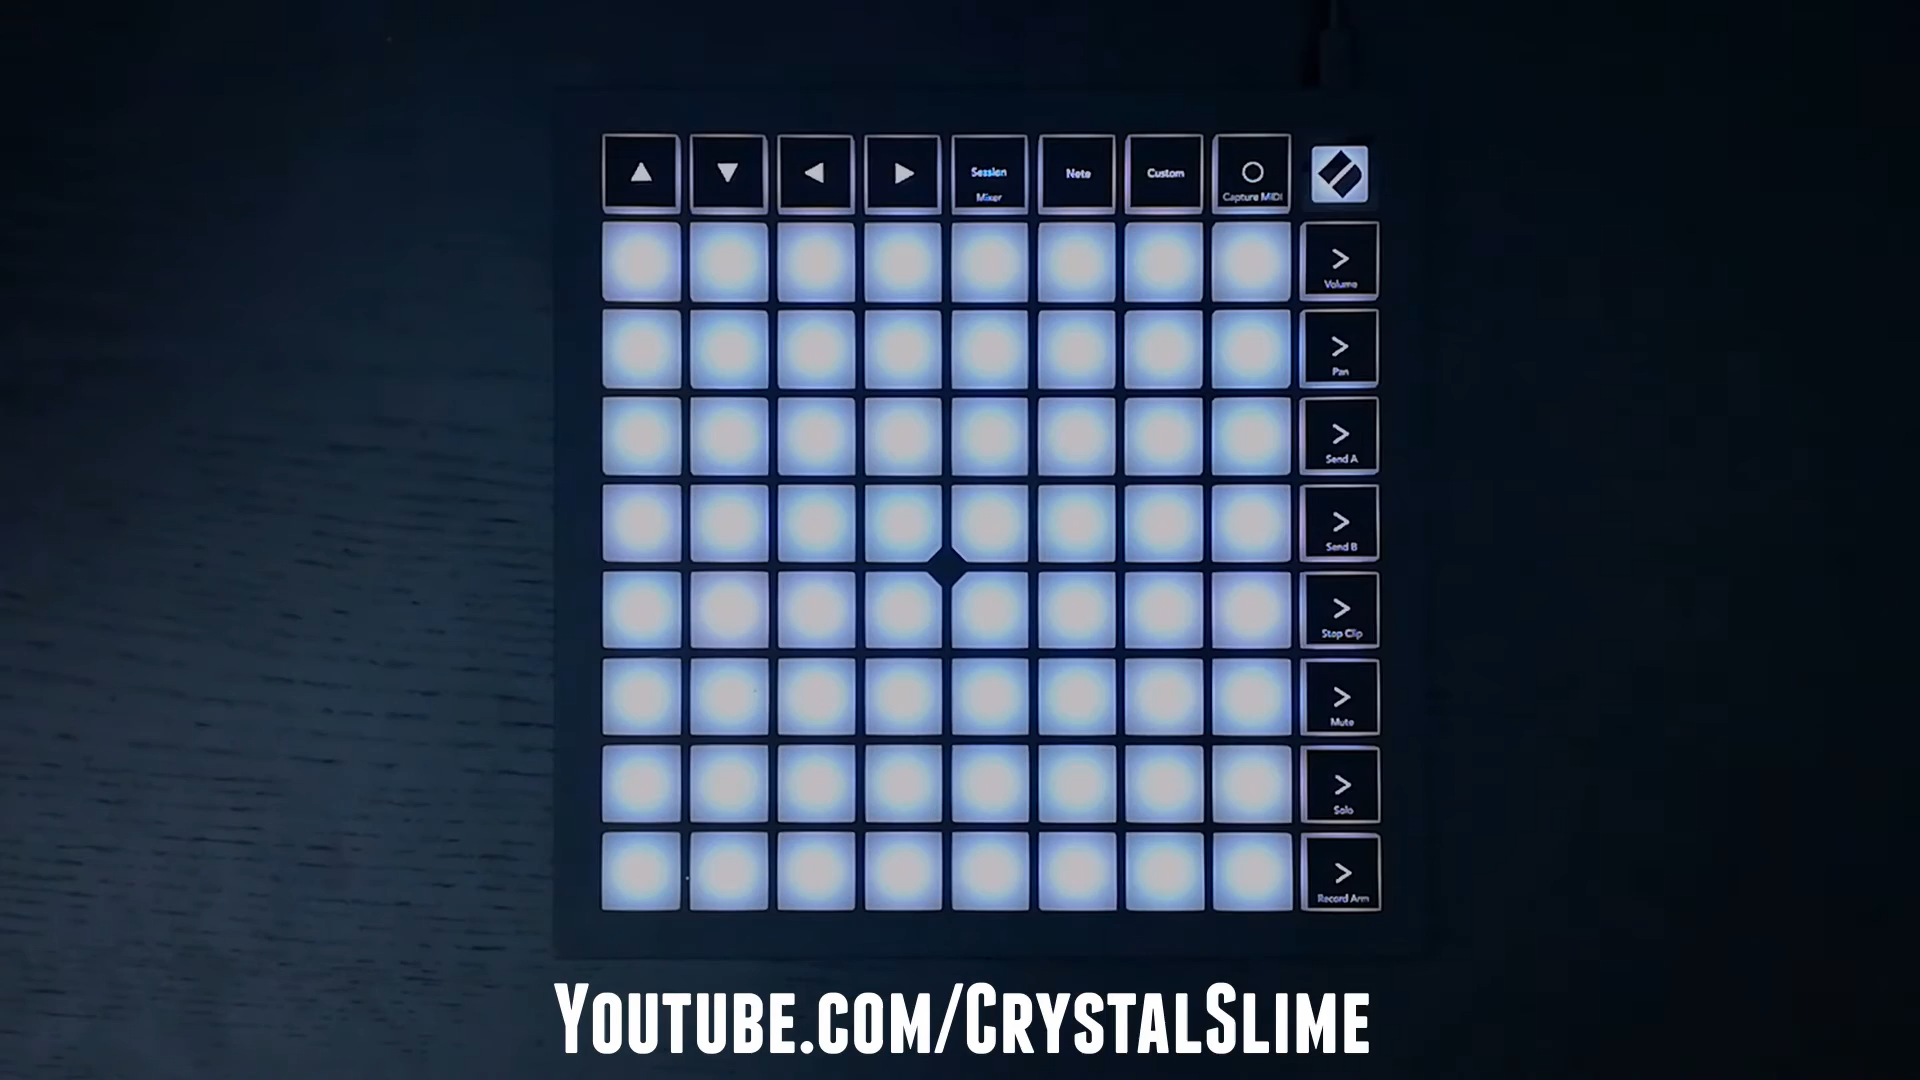 Session
Mixer
Note
Custom
Capture MIDI
Volume
Pan
Send A
Send B
Stop Clip
Mute
Solo
Record Arm
YOUTUBE.COM/CRYSTALSLIME